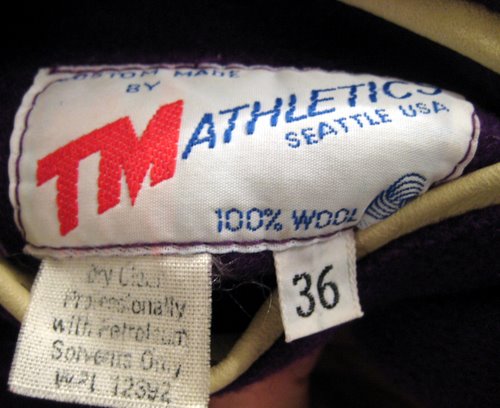 CUSTOM MADE
BY
TM ATHLETICS
SEATTLE USA
100% WOOL
36
Dry Clean
Professionally
with Petroleum
Solvents Only
WPL 12392